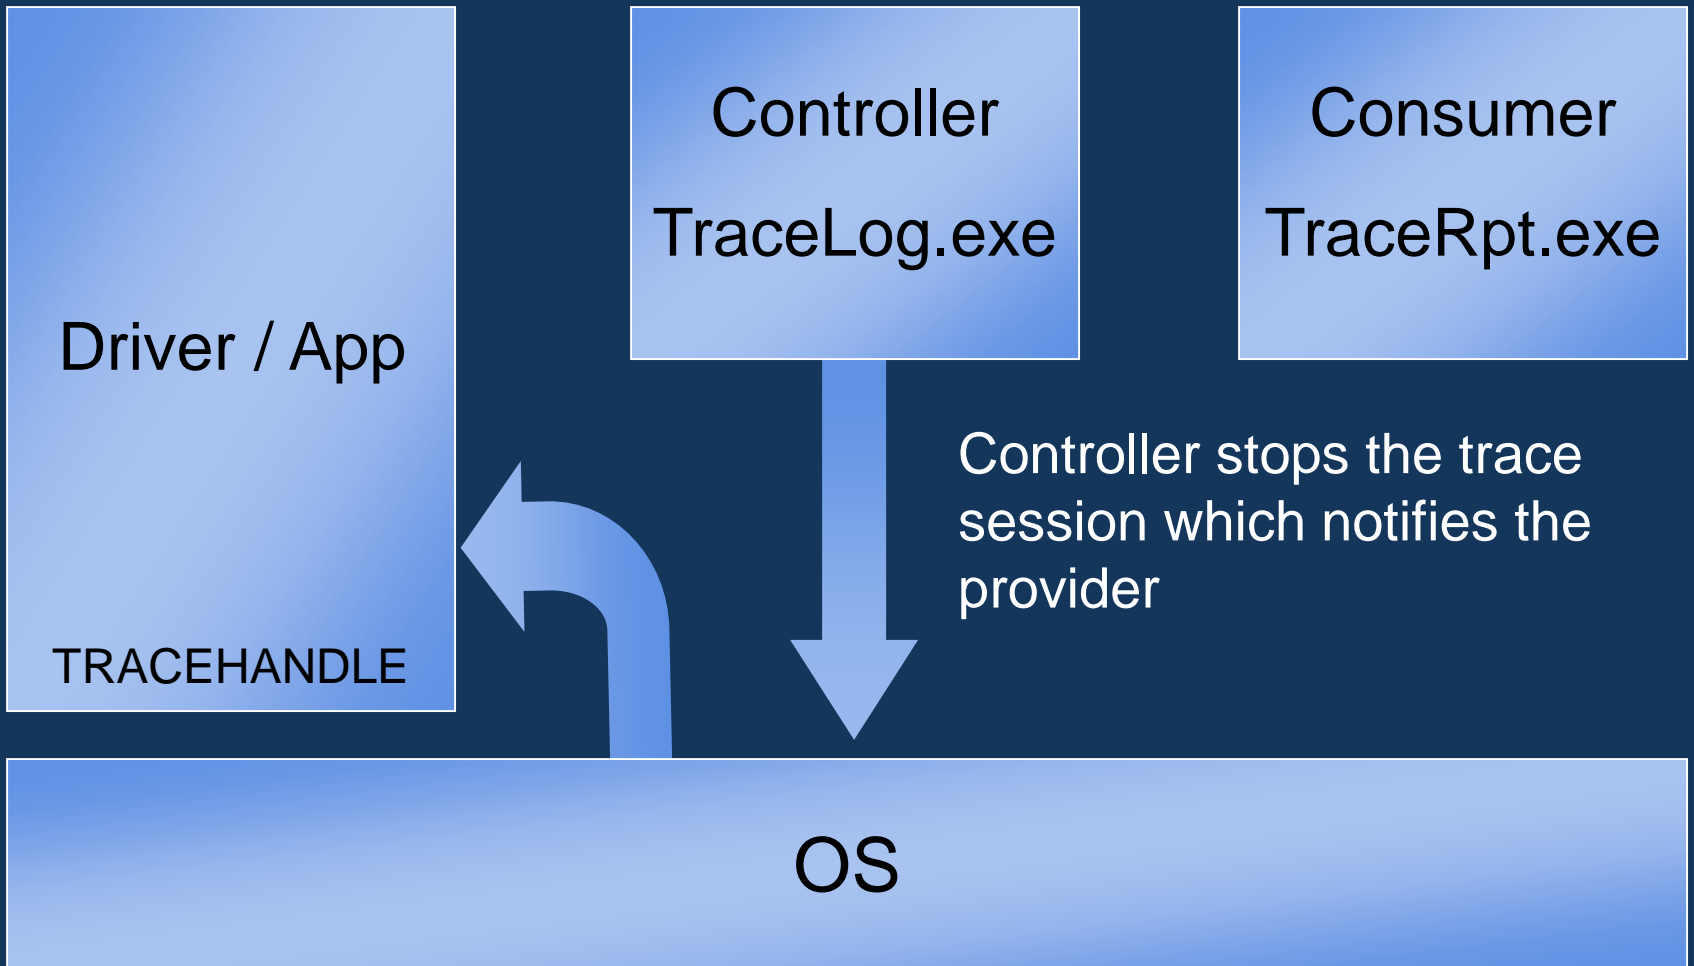 Driver / App
TRACEHANDLE
Controller
TraceLog.exe
Consumer
TraceRpt.exe
Controller stops the trace
session which notifies the
provider
OS